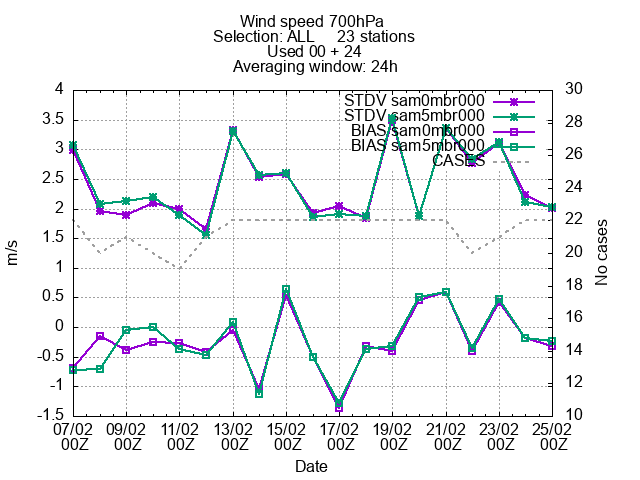 Wind speed 700hPa
Selection: ALL 23 stations
Used 00 + 24
Averaging window: 24h
4
3.5
3
2.5
2
1.5
1
0.5
0
-0.5
-1
-1.5
30
28
26
24
22
20
18
16
14
12
10
STDV sam0mbr000
STDV sam5mbr000
BIAS sam0mbr000
BIAS sam5mbr000
CASES
m/s
No cases
07/02 09/02 11/02 13/02 15/02 17/02 19/02 21/02 23/02 25/02
00Z 00Z 00Z 00Z 00Z 00Z 00Z 00Z 00Z 00Z
Date